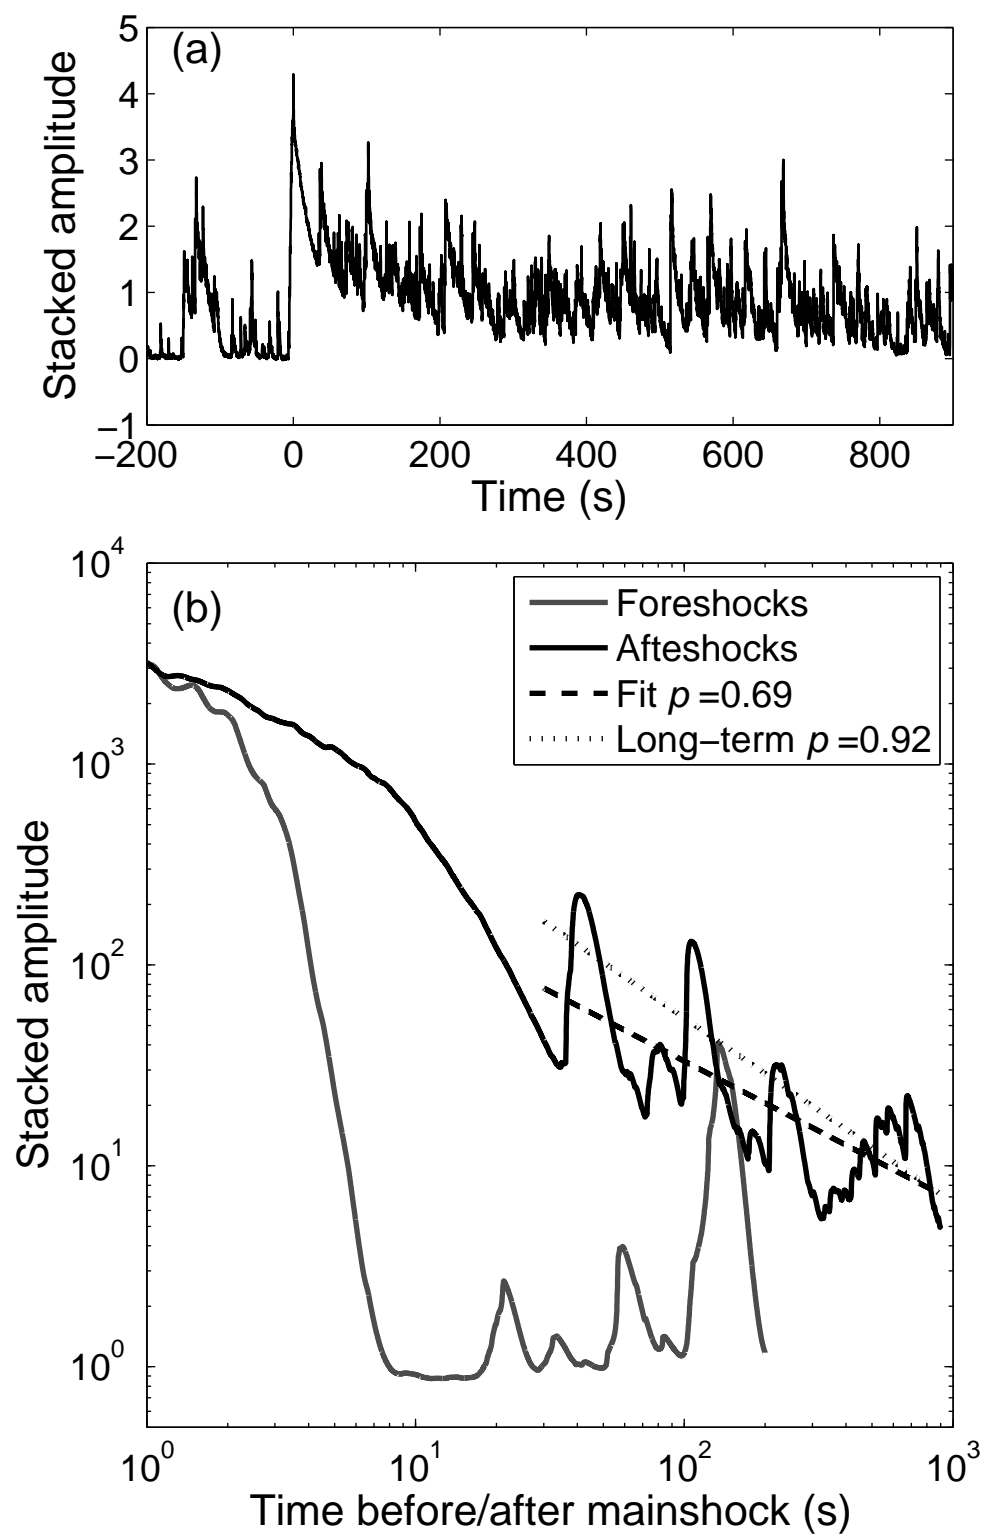 (a)
Stacked amplitude
5
4
3
2
1
0
−1
−200 0 200 400 600 800
Time (s)
(b)
Stacked amplitude
10^4
10^3
10^2
10^1
10^0
Foreshocks
Afteshocks
Fit p =0.69
Long−term p =0.92
10^0 10^1 10^2 10^3
Time before/after mainshock (s)